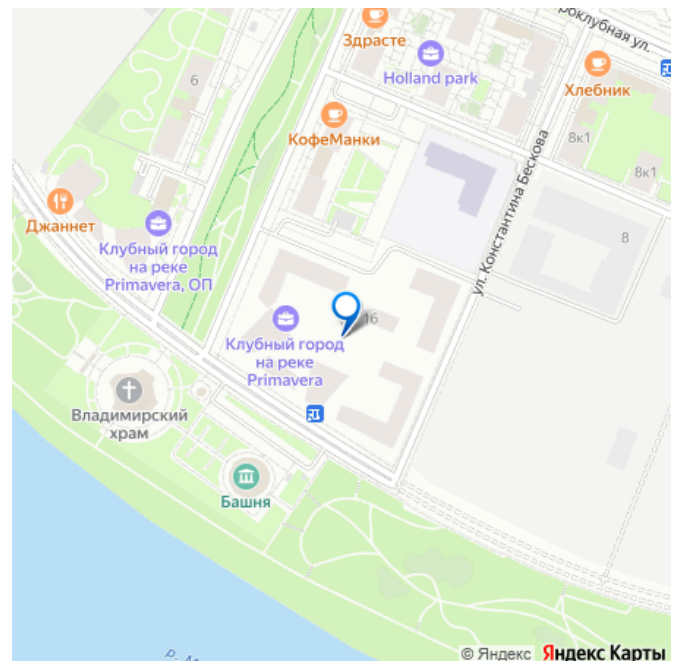 роклубная ул.
Здрасте
Holland park
Хлебник
6
КофеМанки
8к1
8к1
ул. Константина Бескова
Джаннет
Клубный город
на реке
Primavera, ОП
8
16
Клубный город
на реке
Primavera
Владимирский
храм
Башня
р. М
© Яндекс Яндекс Карты